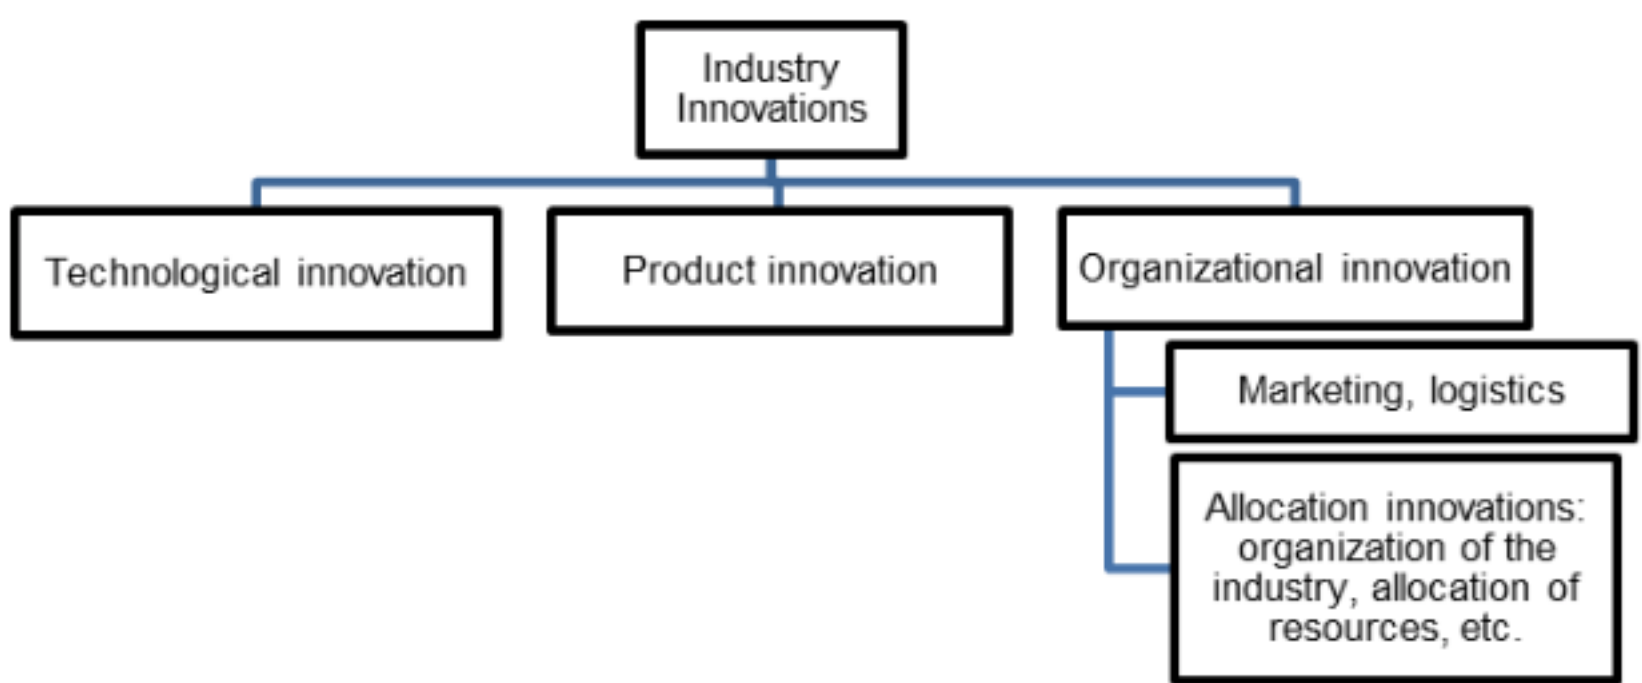 Industry
Innovations
Technological innovation
Product innovation
Organizational innovation
Marketing, logistics
Allocation innovations:
organization of the
industry, allocation of
resources, etc.